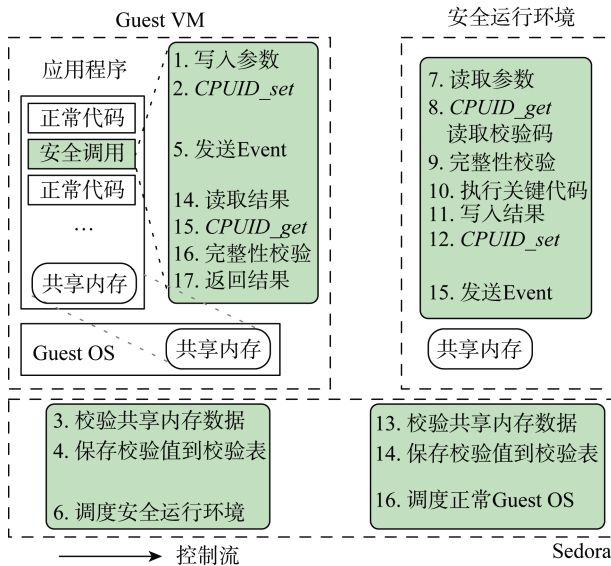 Guest VM
应用程序
正常代码
安全调用
正常代码
…
共享内存
Guest OS
共享内存
1. 写入参数
2. CPUID_set
5. 发送Event
14. 读取结果
15. CPUID_get
16. 完整性校验
17. 返回结果
安全运行环境
7. 读取参数
8. CPUID_get
读取校验码
9. 完整性校验
10. 执行关键代码
11. 写入结果
12. CPUID_set
15. 发送Event
共享内存
3. 校验共享内存数据
4. 保存校验值到校验表
6. 调度安全运行环境
13. 校验共享内存数据
14. 保存校验值到校验表
16. 调度正常Guest OS
控制流
Sedora